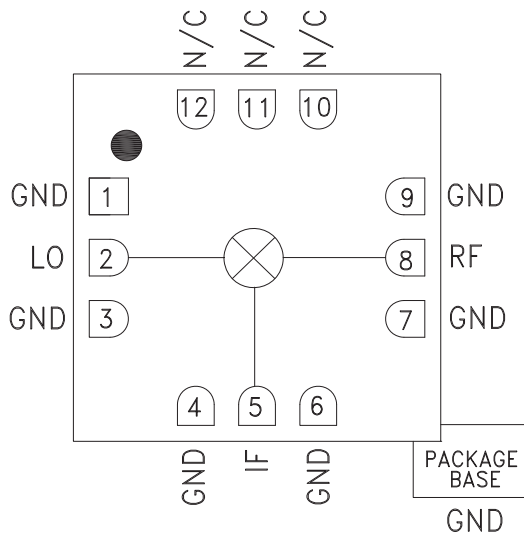 N/C N/C N/C
12 11 10
GND 1 9 GND
LO 2 8 RF
GND 3 7 GND
4 5 6
GND IF GND
PACKAGE
BASE
GND